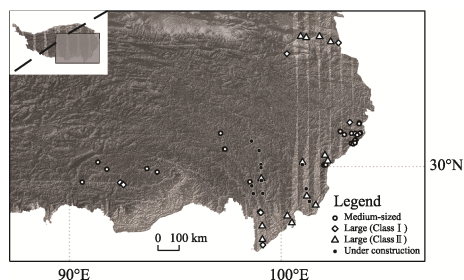 30°N
Legend
Medium-sized
Large (Class Ⅰ)
Large (Class Ⅱ)
Under construction
0 100 km
90°E 100°E